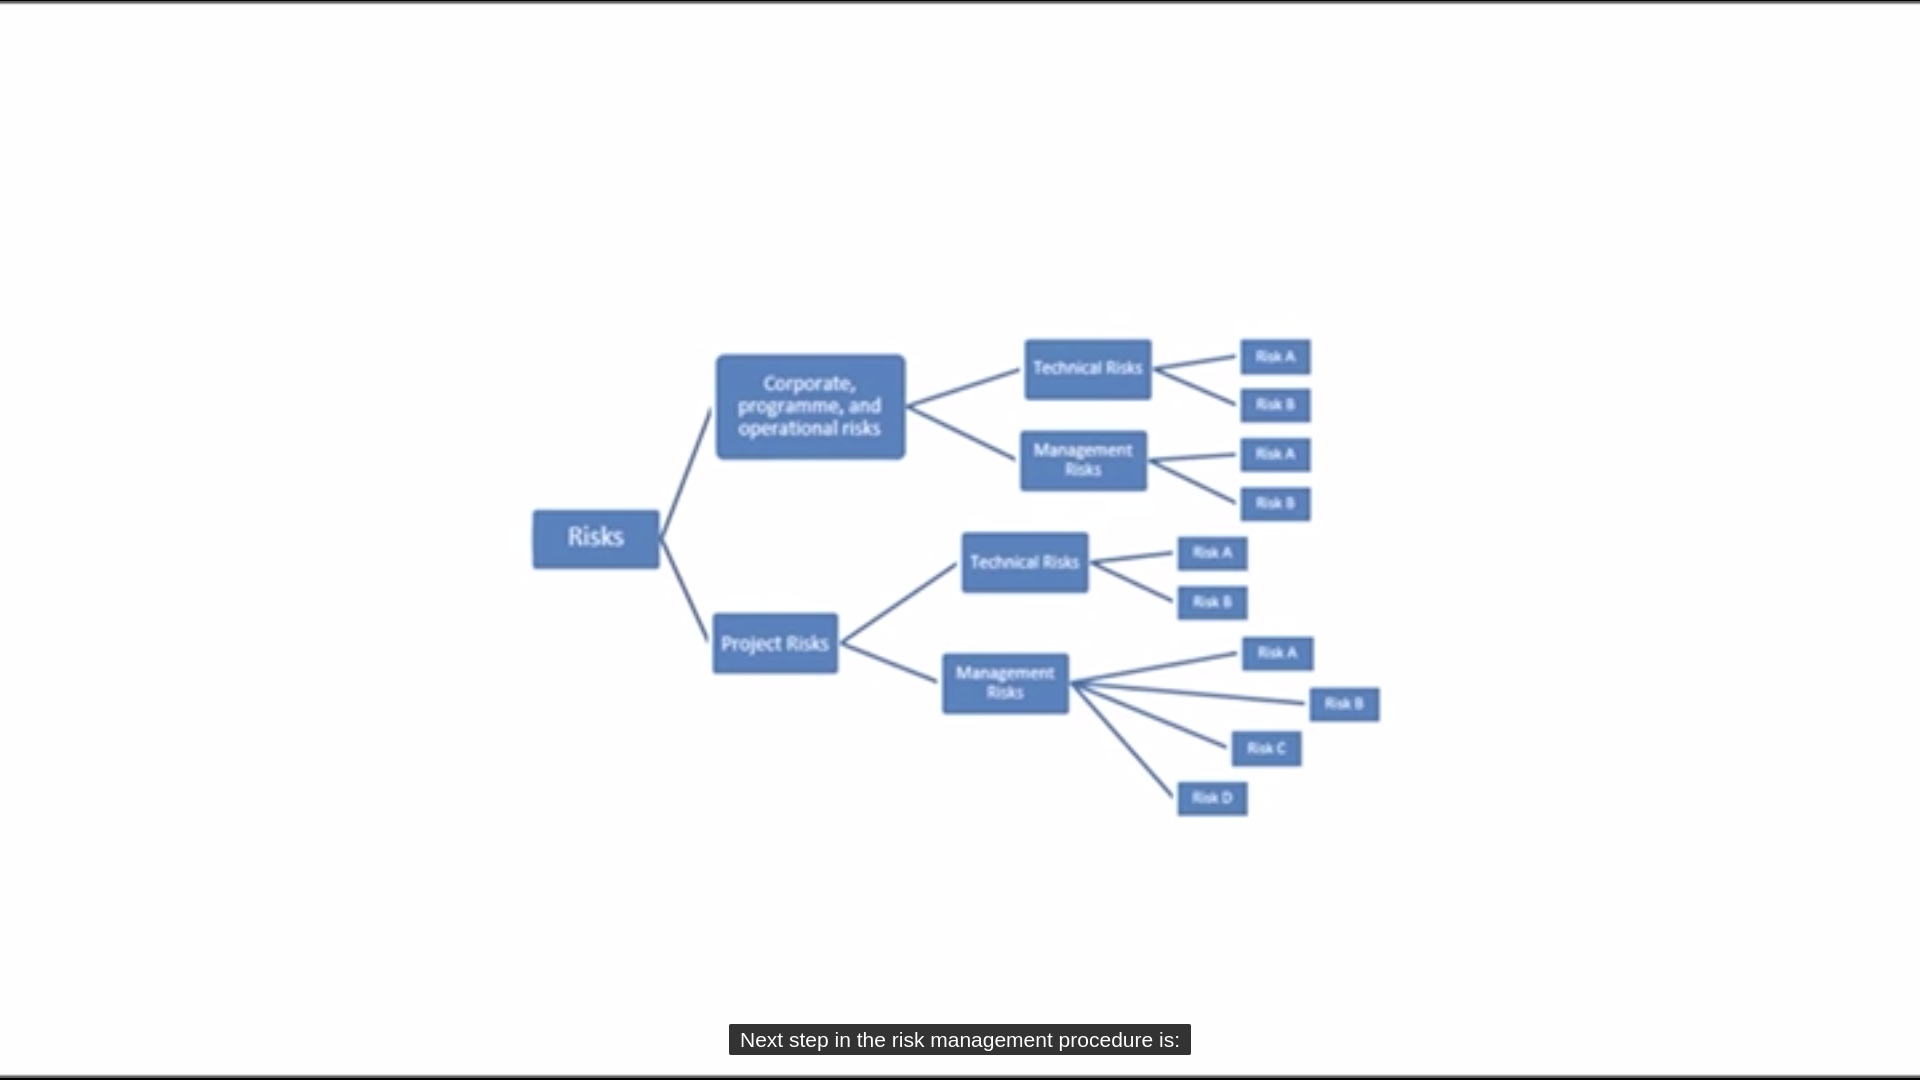 Risks
Corporate,
programme, and
operational risks
Technical Risks
Risk A
Risk B
Management
Risks
Risk A
Risk B
Project Risks
Technical Risks
Risk A
Risk B
Management
Risks
Risk A
Risk B
Risk C
Risk D
Next step in the risk management procedure is: